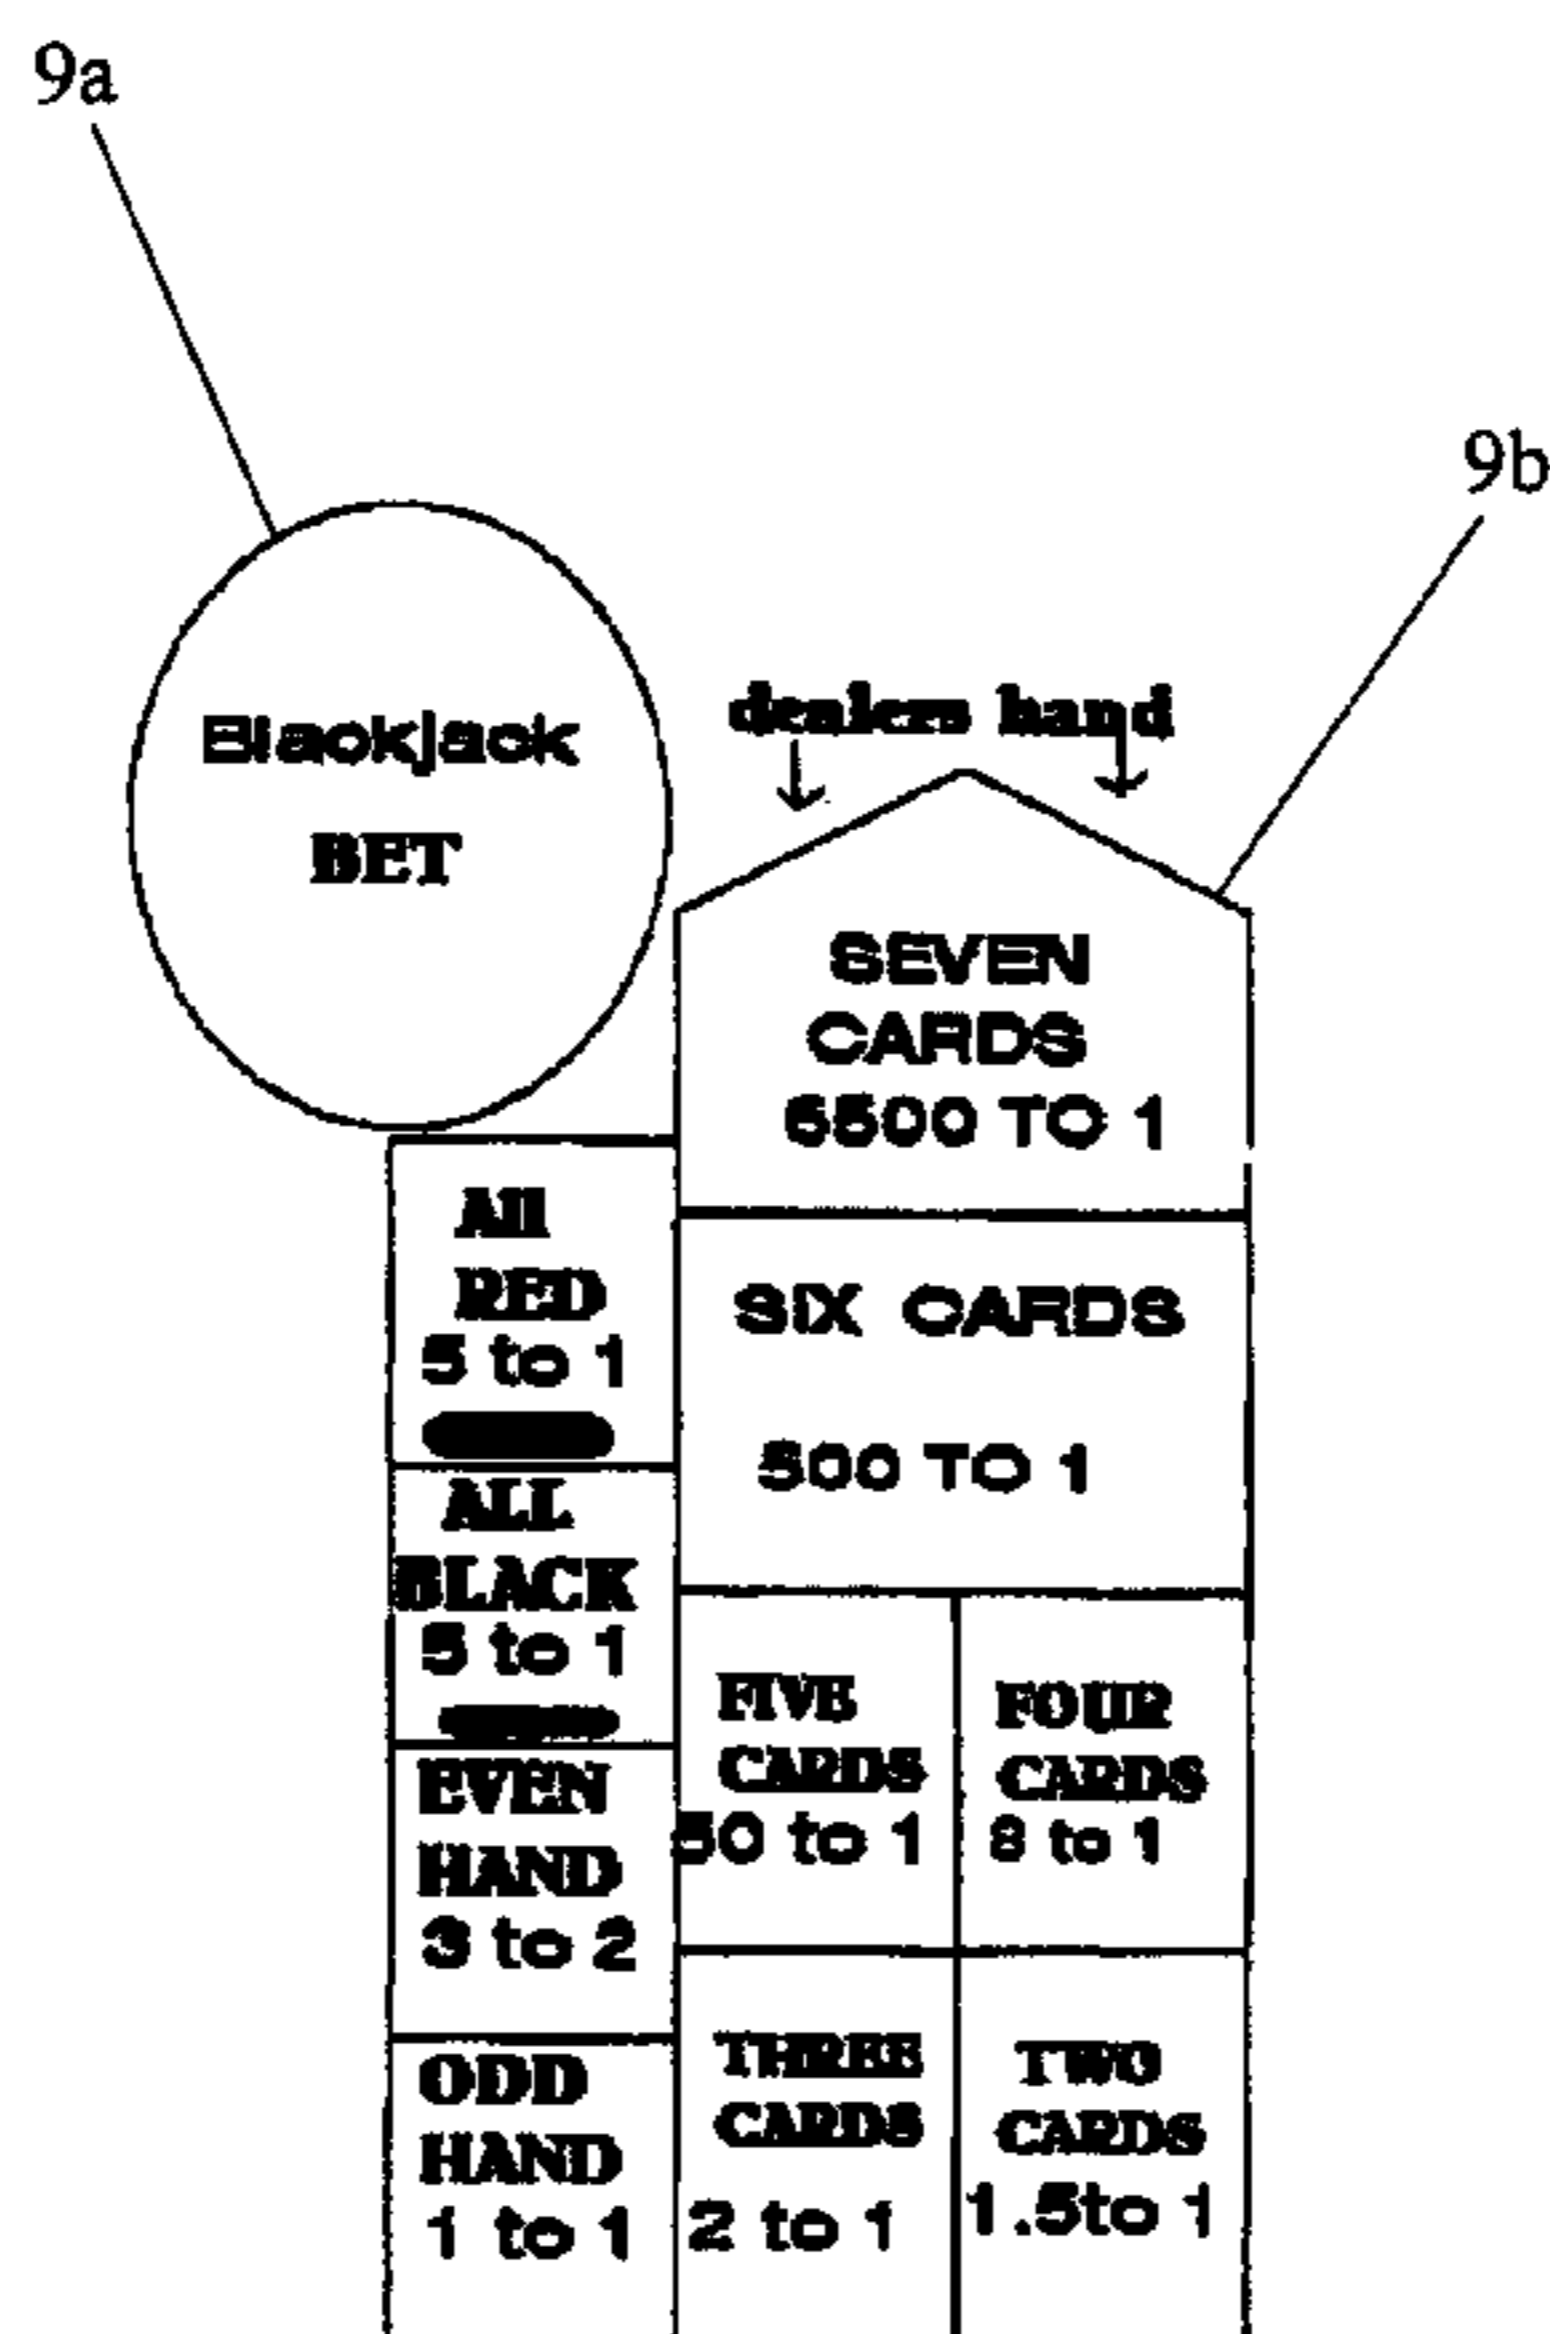 9a
9b
Blackjack
BET
dealers hand
SEVEN
CARDS
6500 TO 1
All
RED
5 to 1
SIX CARDS
500 TO 1
ALL
BLACK
5 to 1
EVEN
HAND
3 to 2
FIVE
CARDS
50 to 1
FOUR
CARDS
8 to 1
ODD
HAND
1 to 1
THREE
CARDS
2 to 1
TWO
CARDS
1.5to 1